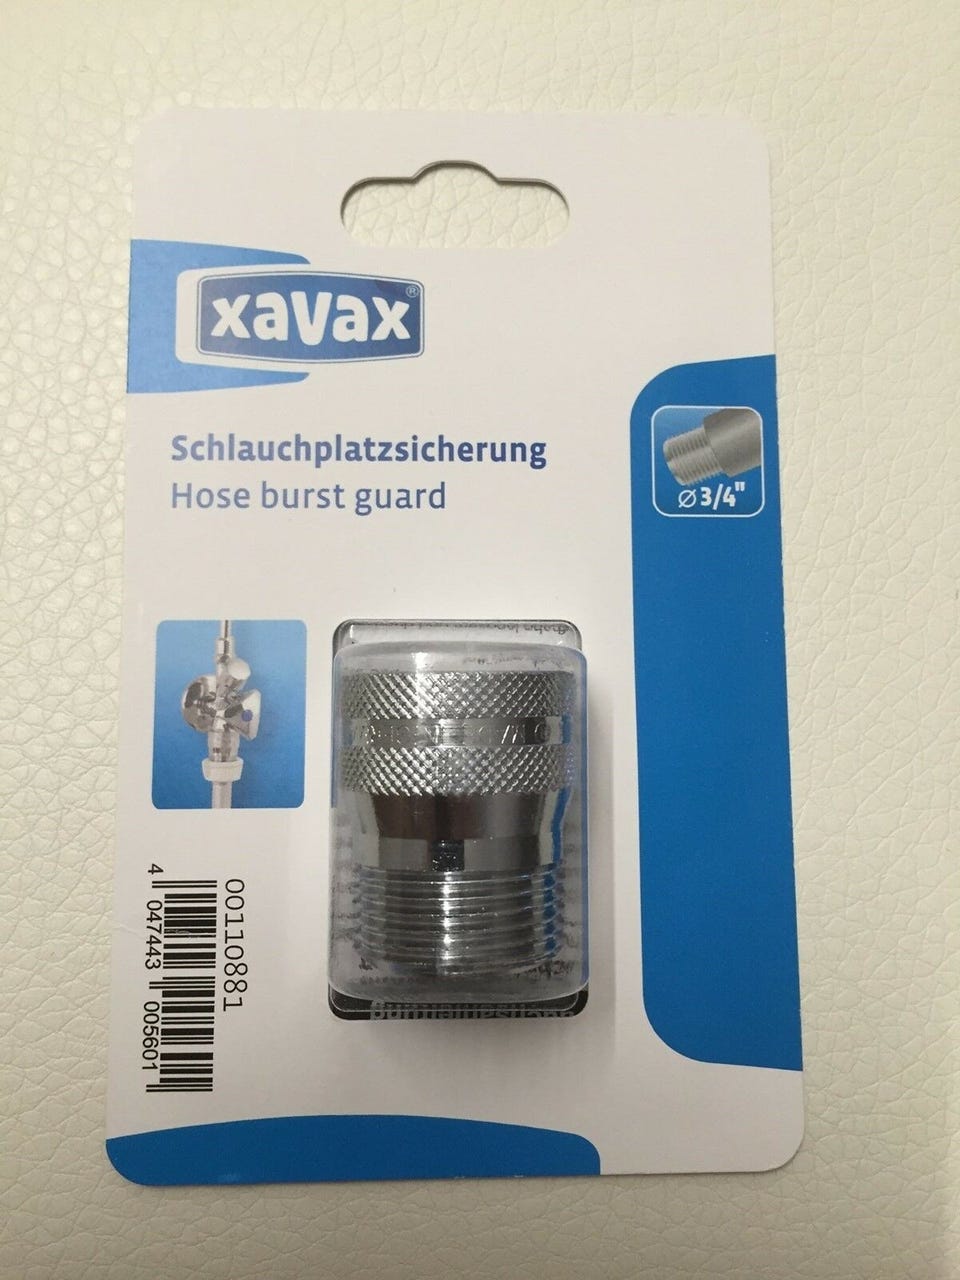 xavax®
Schlauchplatzsicherung
Hose burst guard
⌀ 3/4"
00110881
4 047443 005601